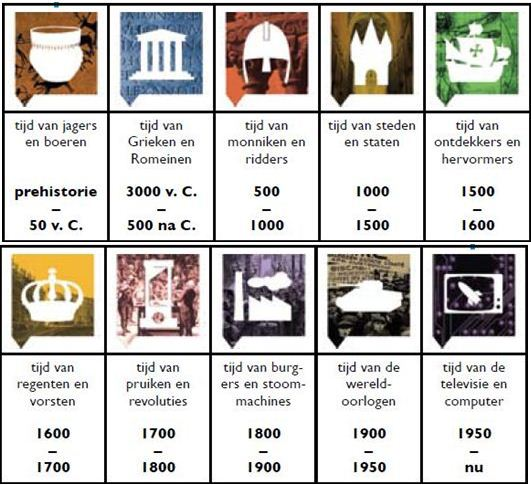 tijd van jagers
en boeren
prehistorie
–
50 v. C.
tijd van
Grieken en
Romeinen
3000 v. C.
–
500 na C.
tijd van
monniken en
ridders
500
–
1000
tijd van steden
en staten
1000
–
1500
tijd van
ontdekkers en
hervormers
1500
–
1600
tijd van
regenten en
vorsten
1600
–
1700
tijd van
pruiken en
revoluties
1700
–
1800
tijd van burg-
ers en stoom-
machines
1800
–
1900
tijd van de
wereld-
oorlogen
1900
–
1950
tijd van de
televisie en
computer
1950
–
nu